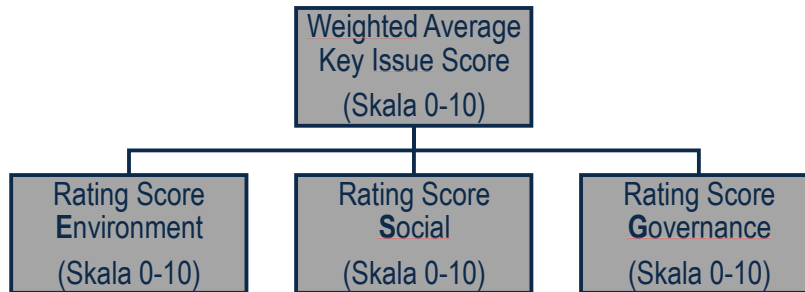 Weighted Average
Key Issue Score
(Skala 0-10)
Rating Score
Environment
(Skala 0-10)
Rating Score
Social
(Skala 0-10)
Rating Score
Governance
(Skala 0-10)